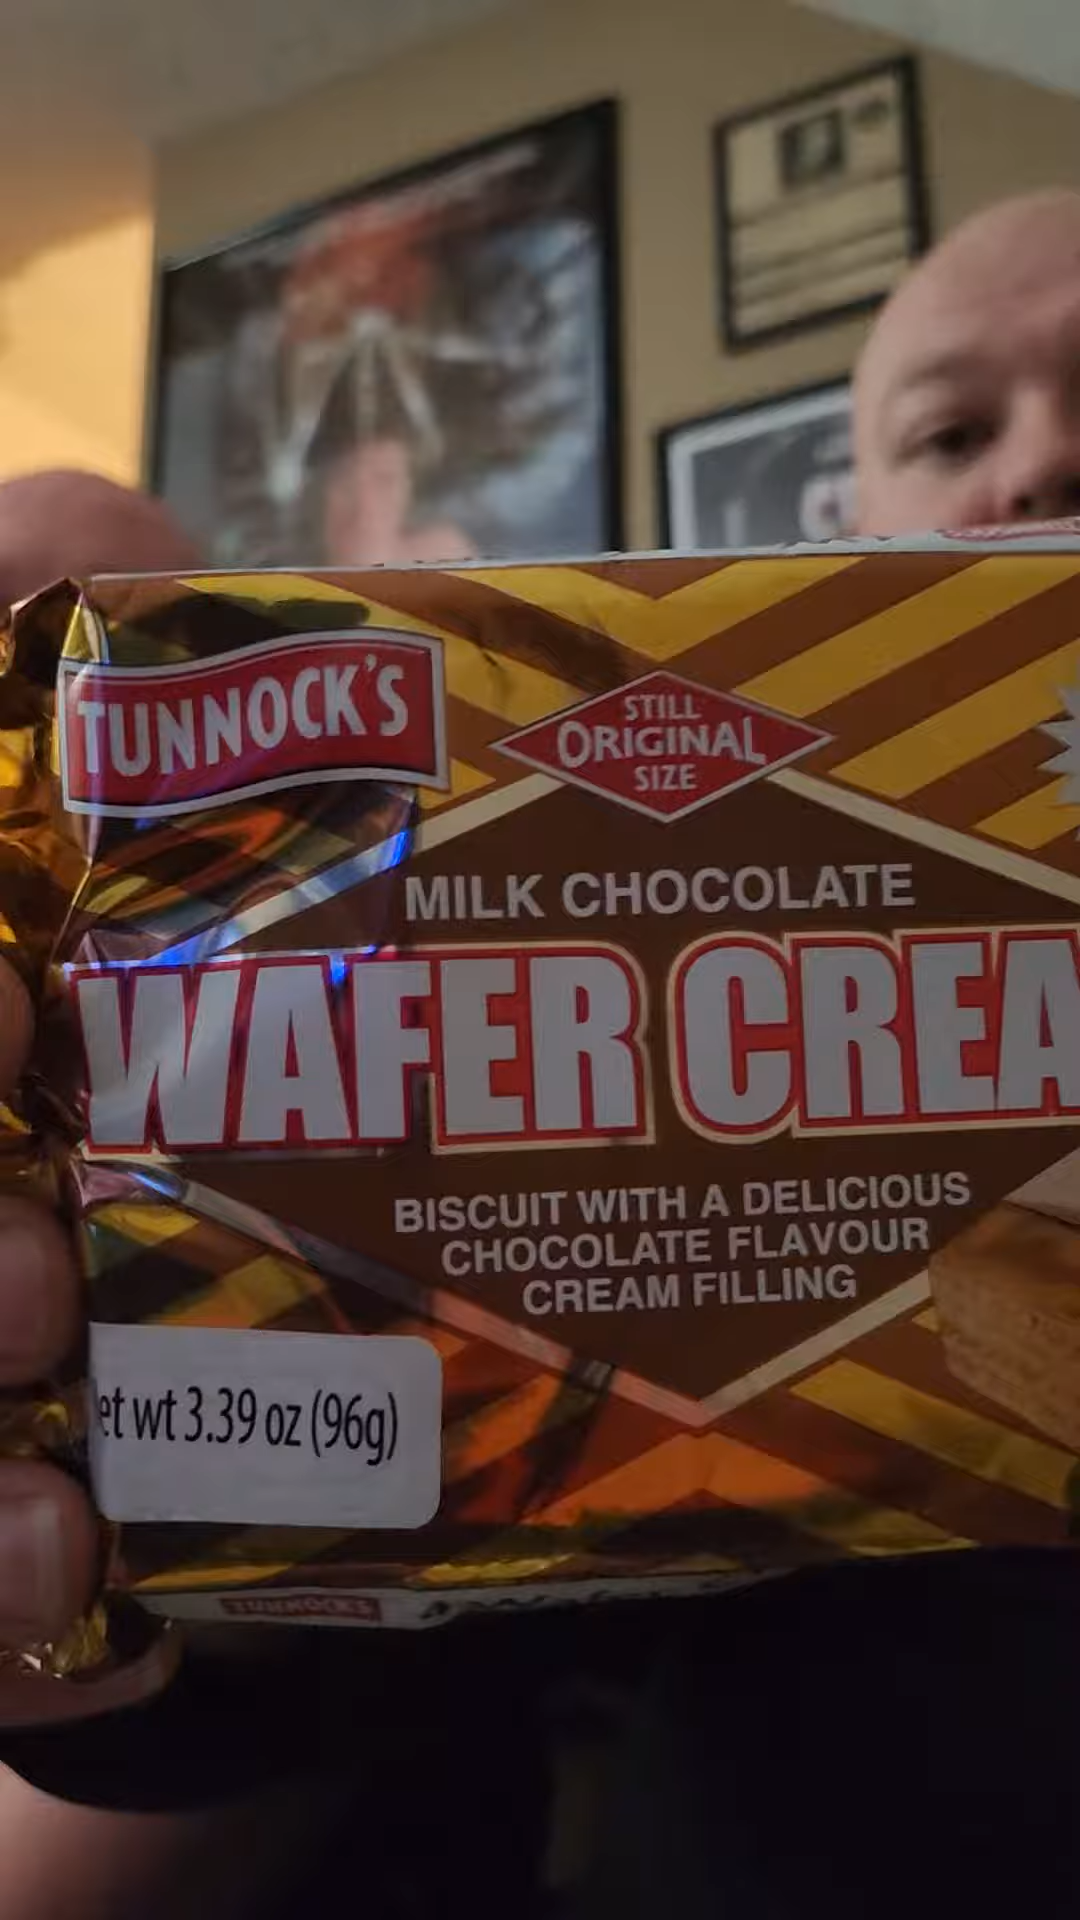 TUNNOCK'S
STILL
ORIGINAL
SIZE
MILK CHOCOLATE
WAFER CREA
BISCUIT WITH A DELICIOUS
CHOCOLATE FLAVOUR
CREAM FILLING
et wt 3.39 oz (96g)
TUNNOCK'S